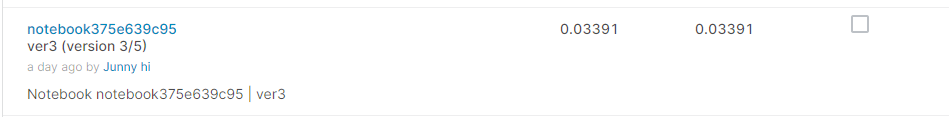 notebook375e639c95 0.03391 0.03391
ver3 (version 3/5)
a day ago by Junny hi
Notebook notebook375e639c95 | ver3